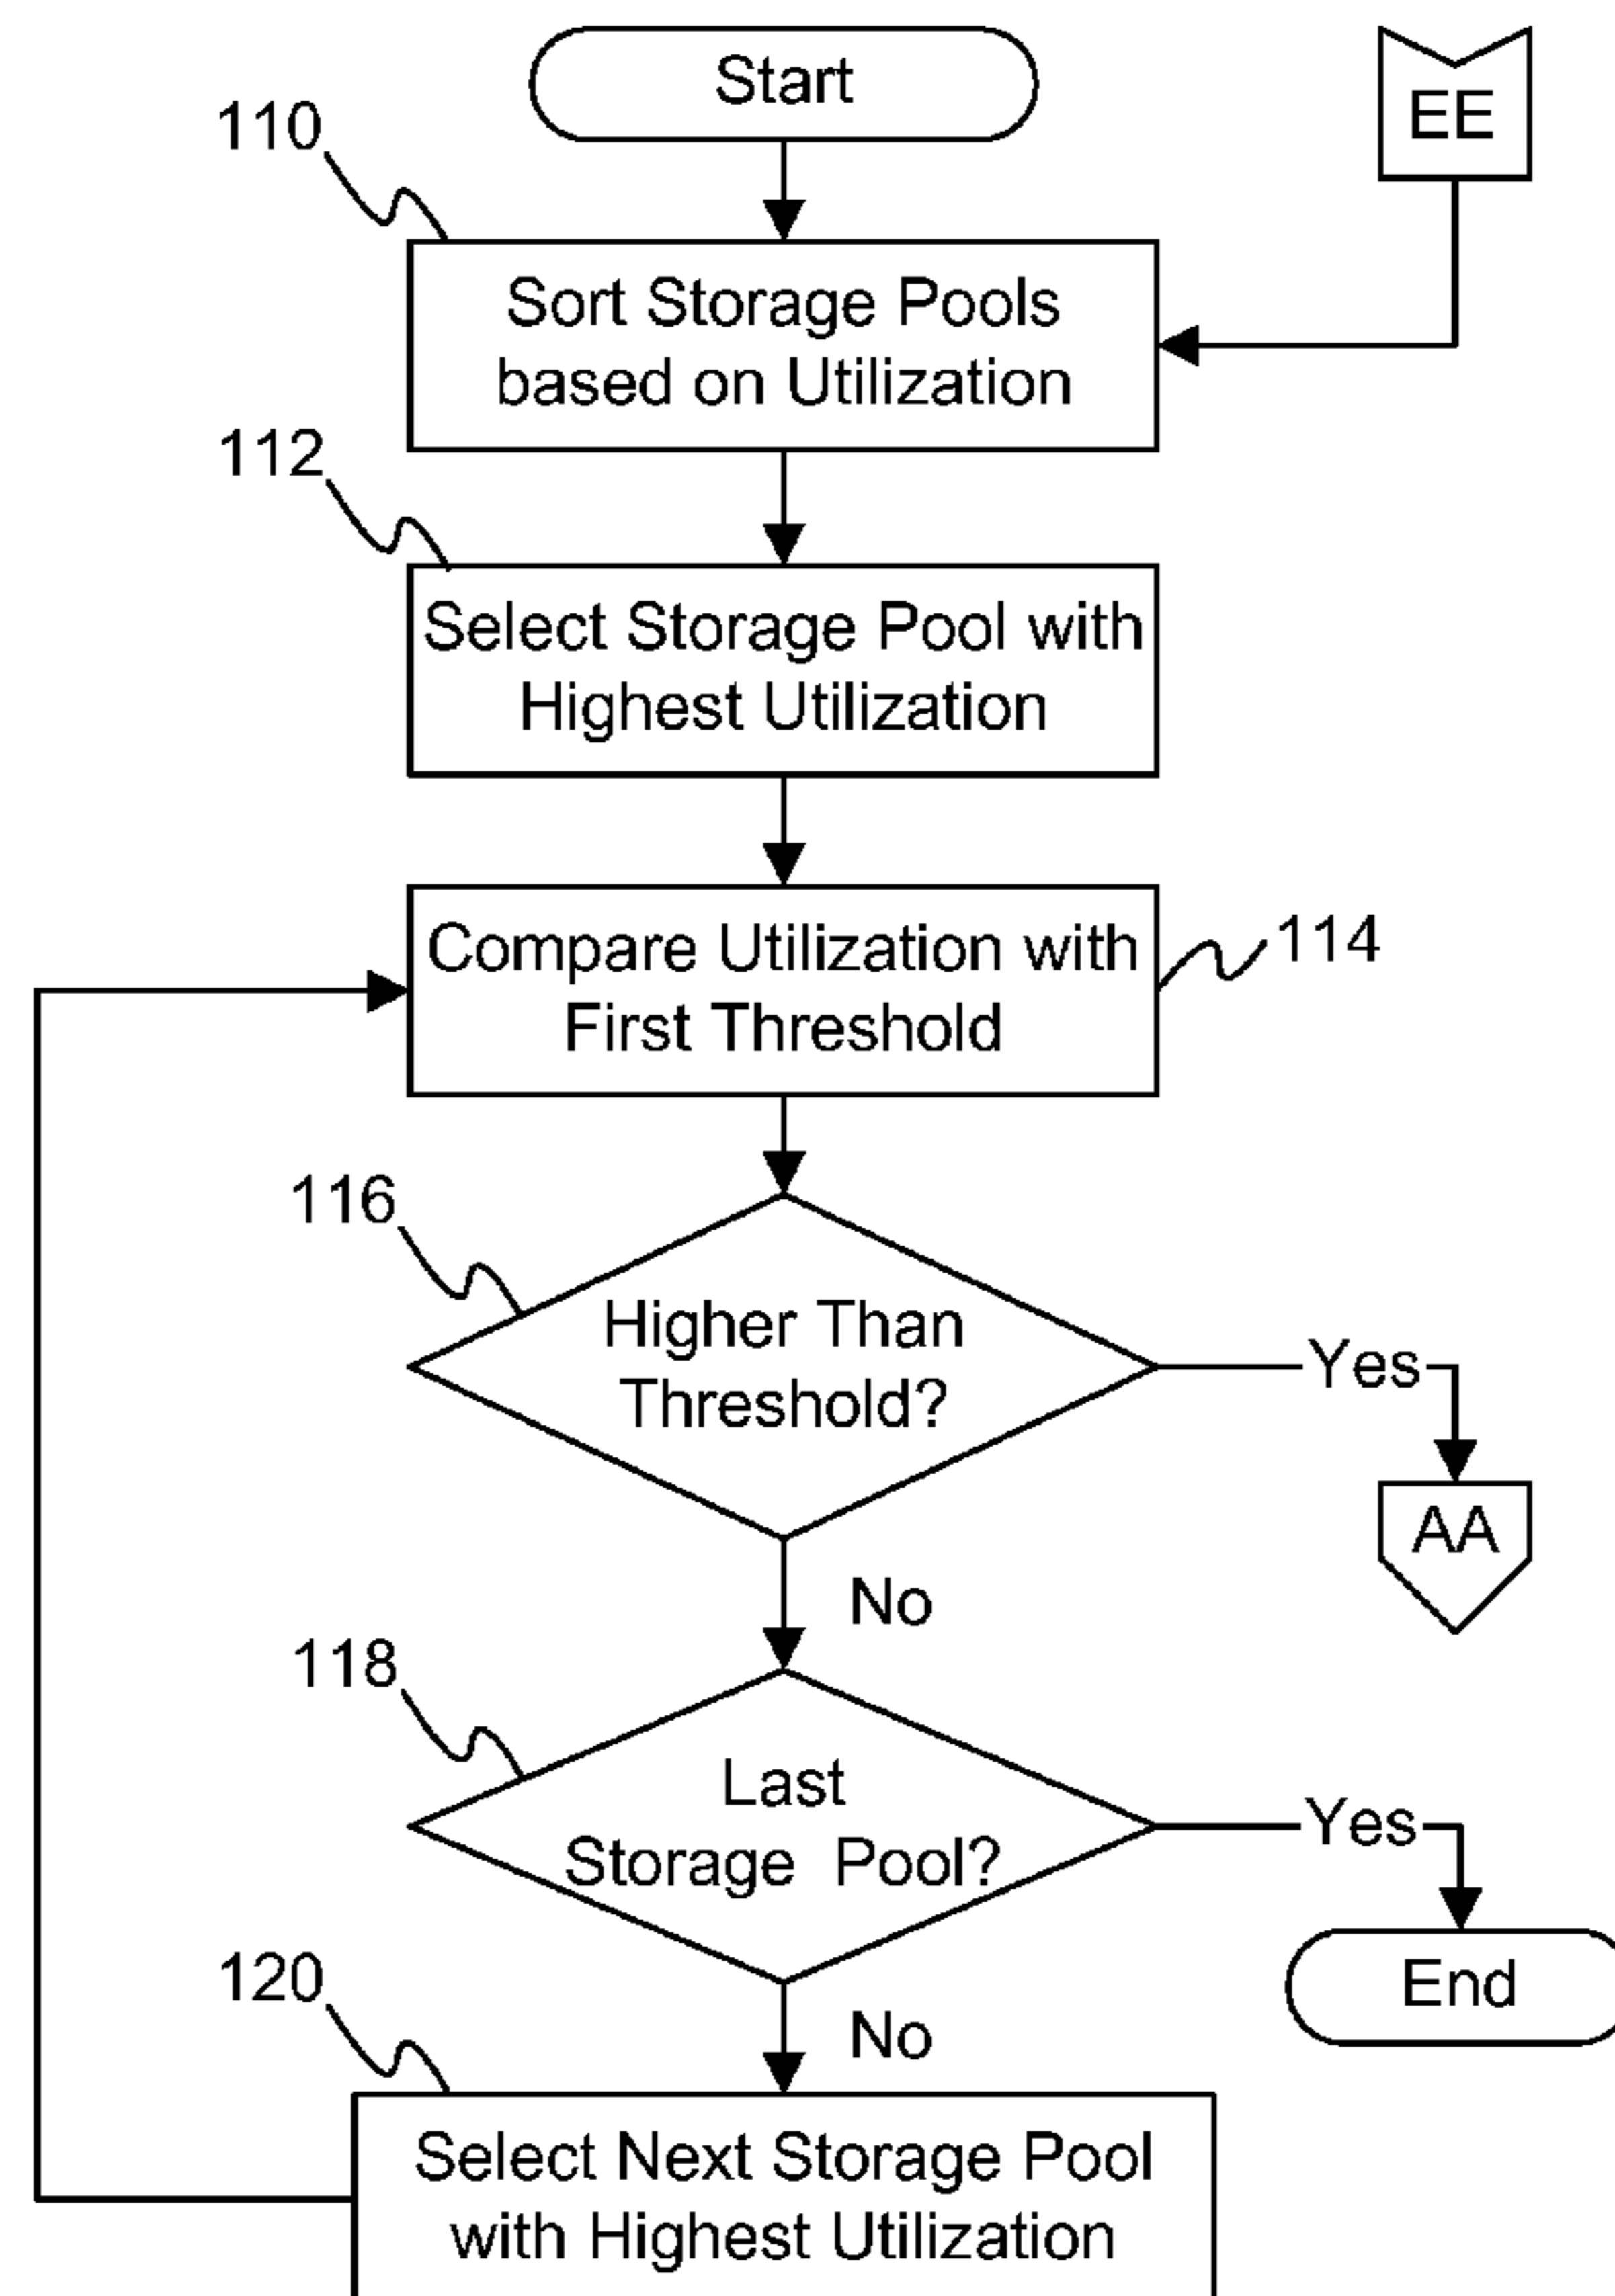 Start
EE
110
Sort Storage Pools
based on Utilization
112
Select Storage Pool with
Highest Utilization
Compare Utilization with
First Threshold
114
116
Higher Than
Threshold?
Yes
AA
No
118
Last
Storage Pool?
Yes
End
120
No
Select Next Storage Pool
with Highest Utilization